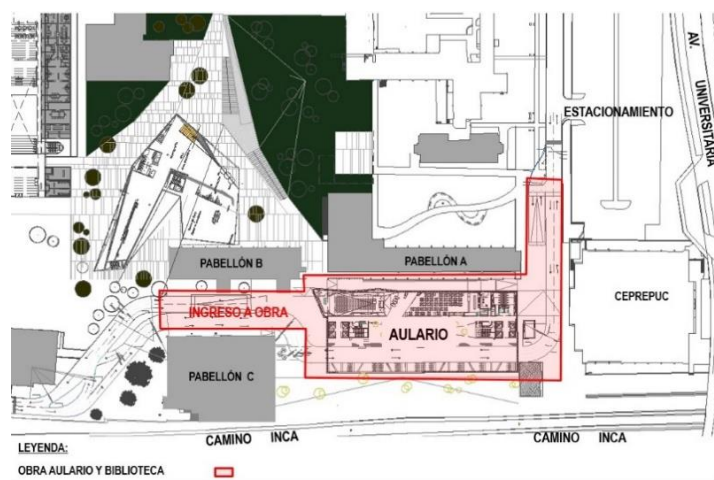 ESTACIONAMIENTO
AV. UNIVERSITARIA
PABELLÓN B
PABELLÓN A
CEPREPUC
INGRESO A OBRA
AULARIO
PABELLÓN C
CAMINO INCA
CAMINO INCA
LEYENDA:
OBRA AULARIO Y BIBLIOTECA